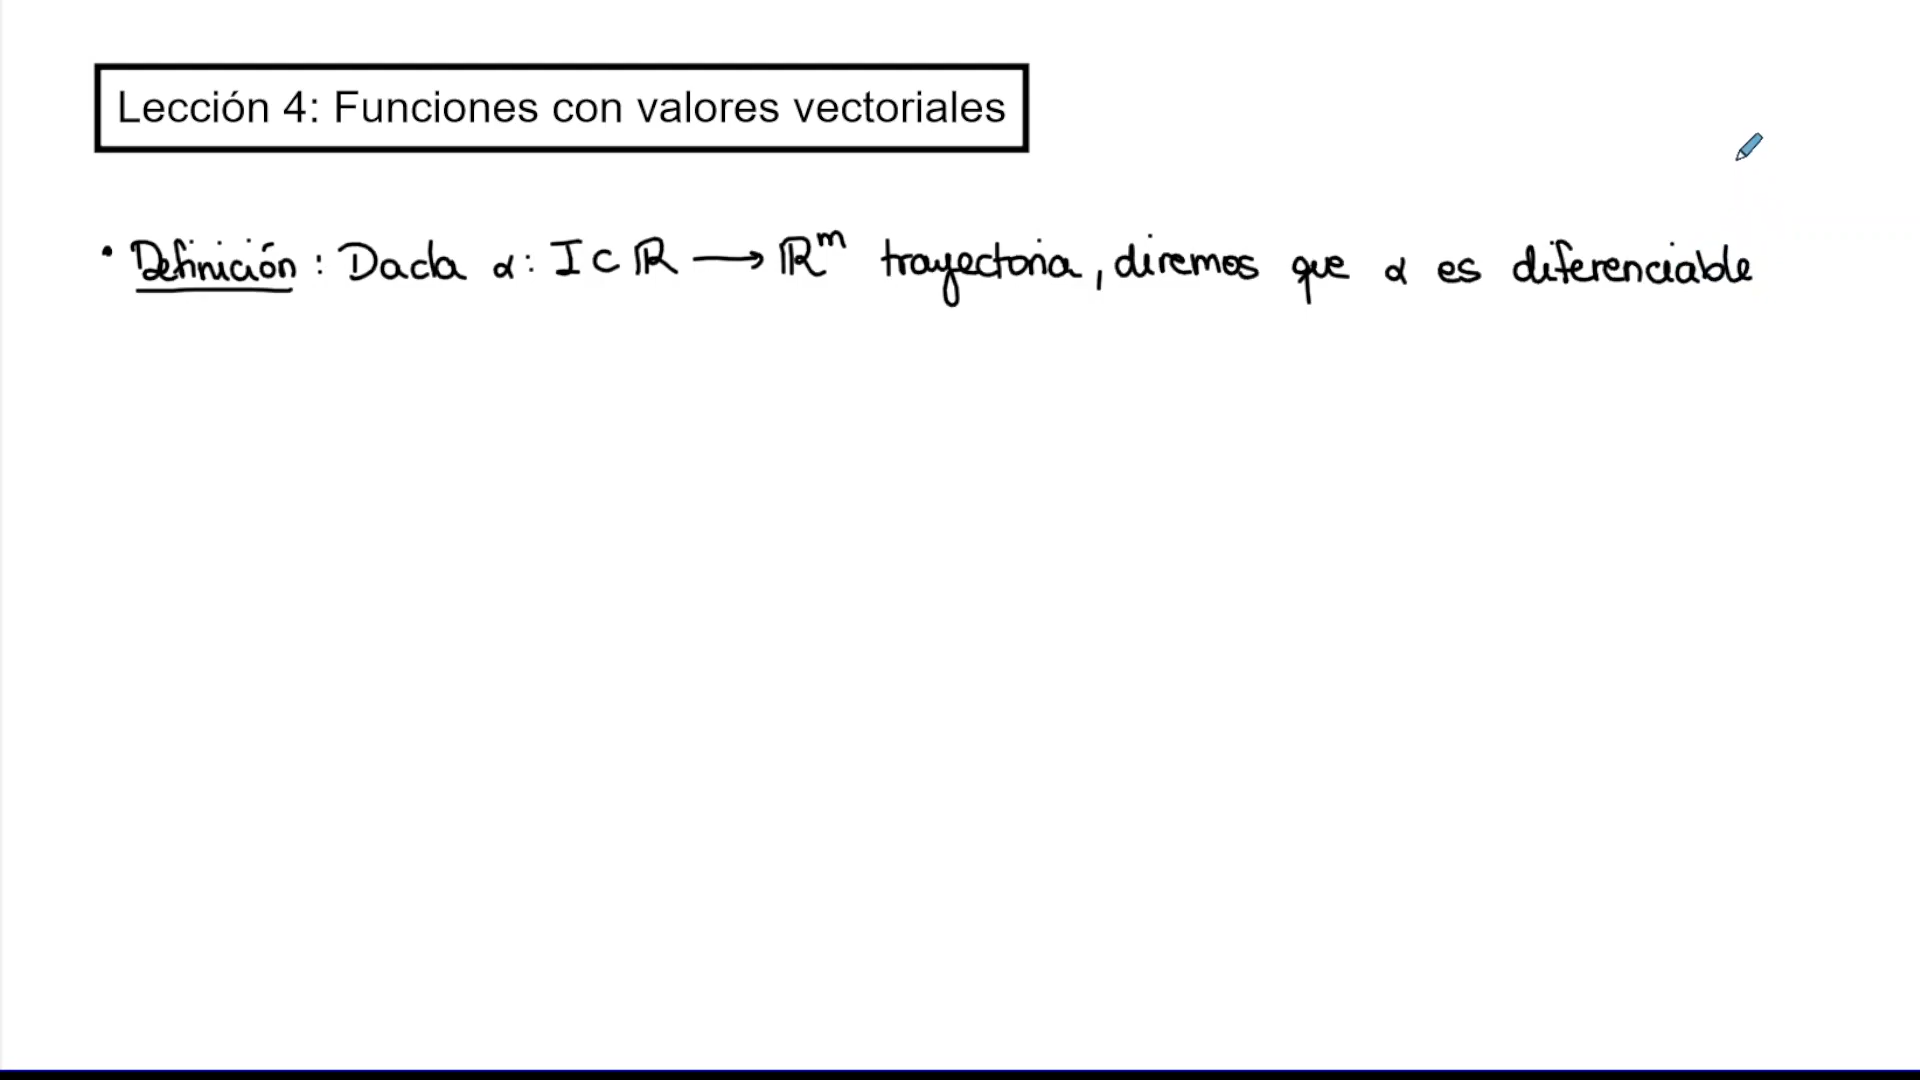 Lección 4: Funciones con valores vectoriales
• Definición: Dada α: I ⊂ ℝ ⟶ ℝᵐ trayectoria, diremos que α es diferenciable